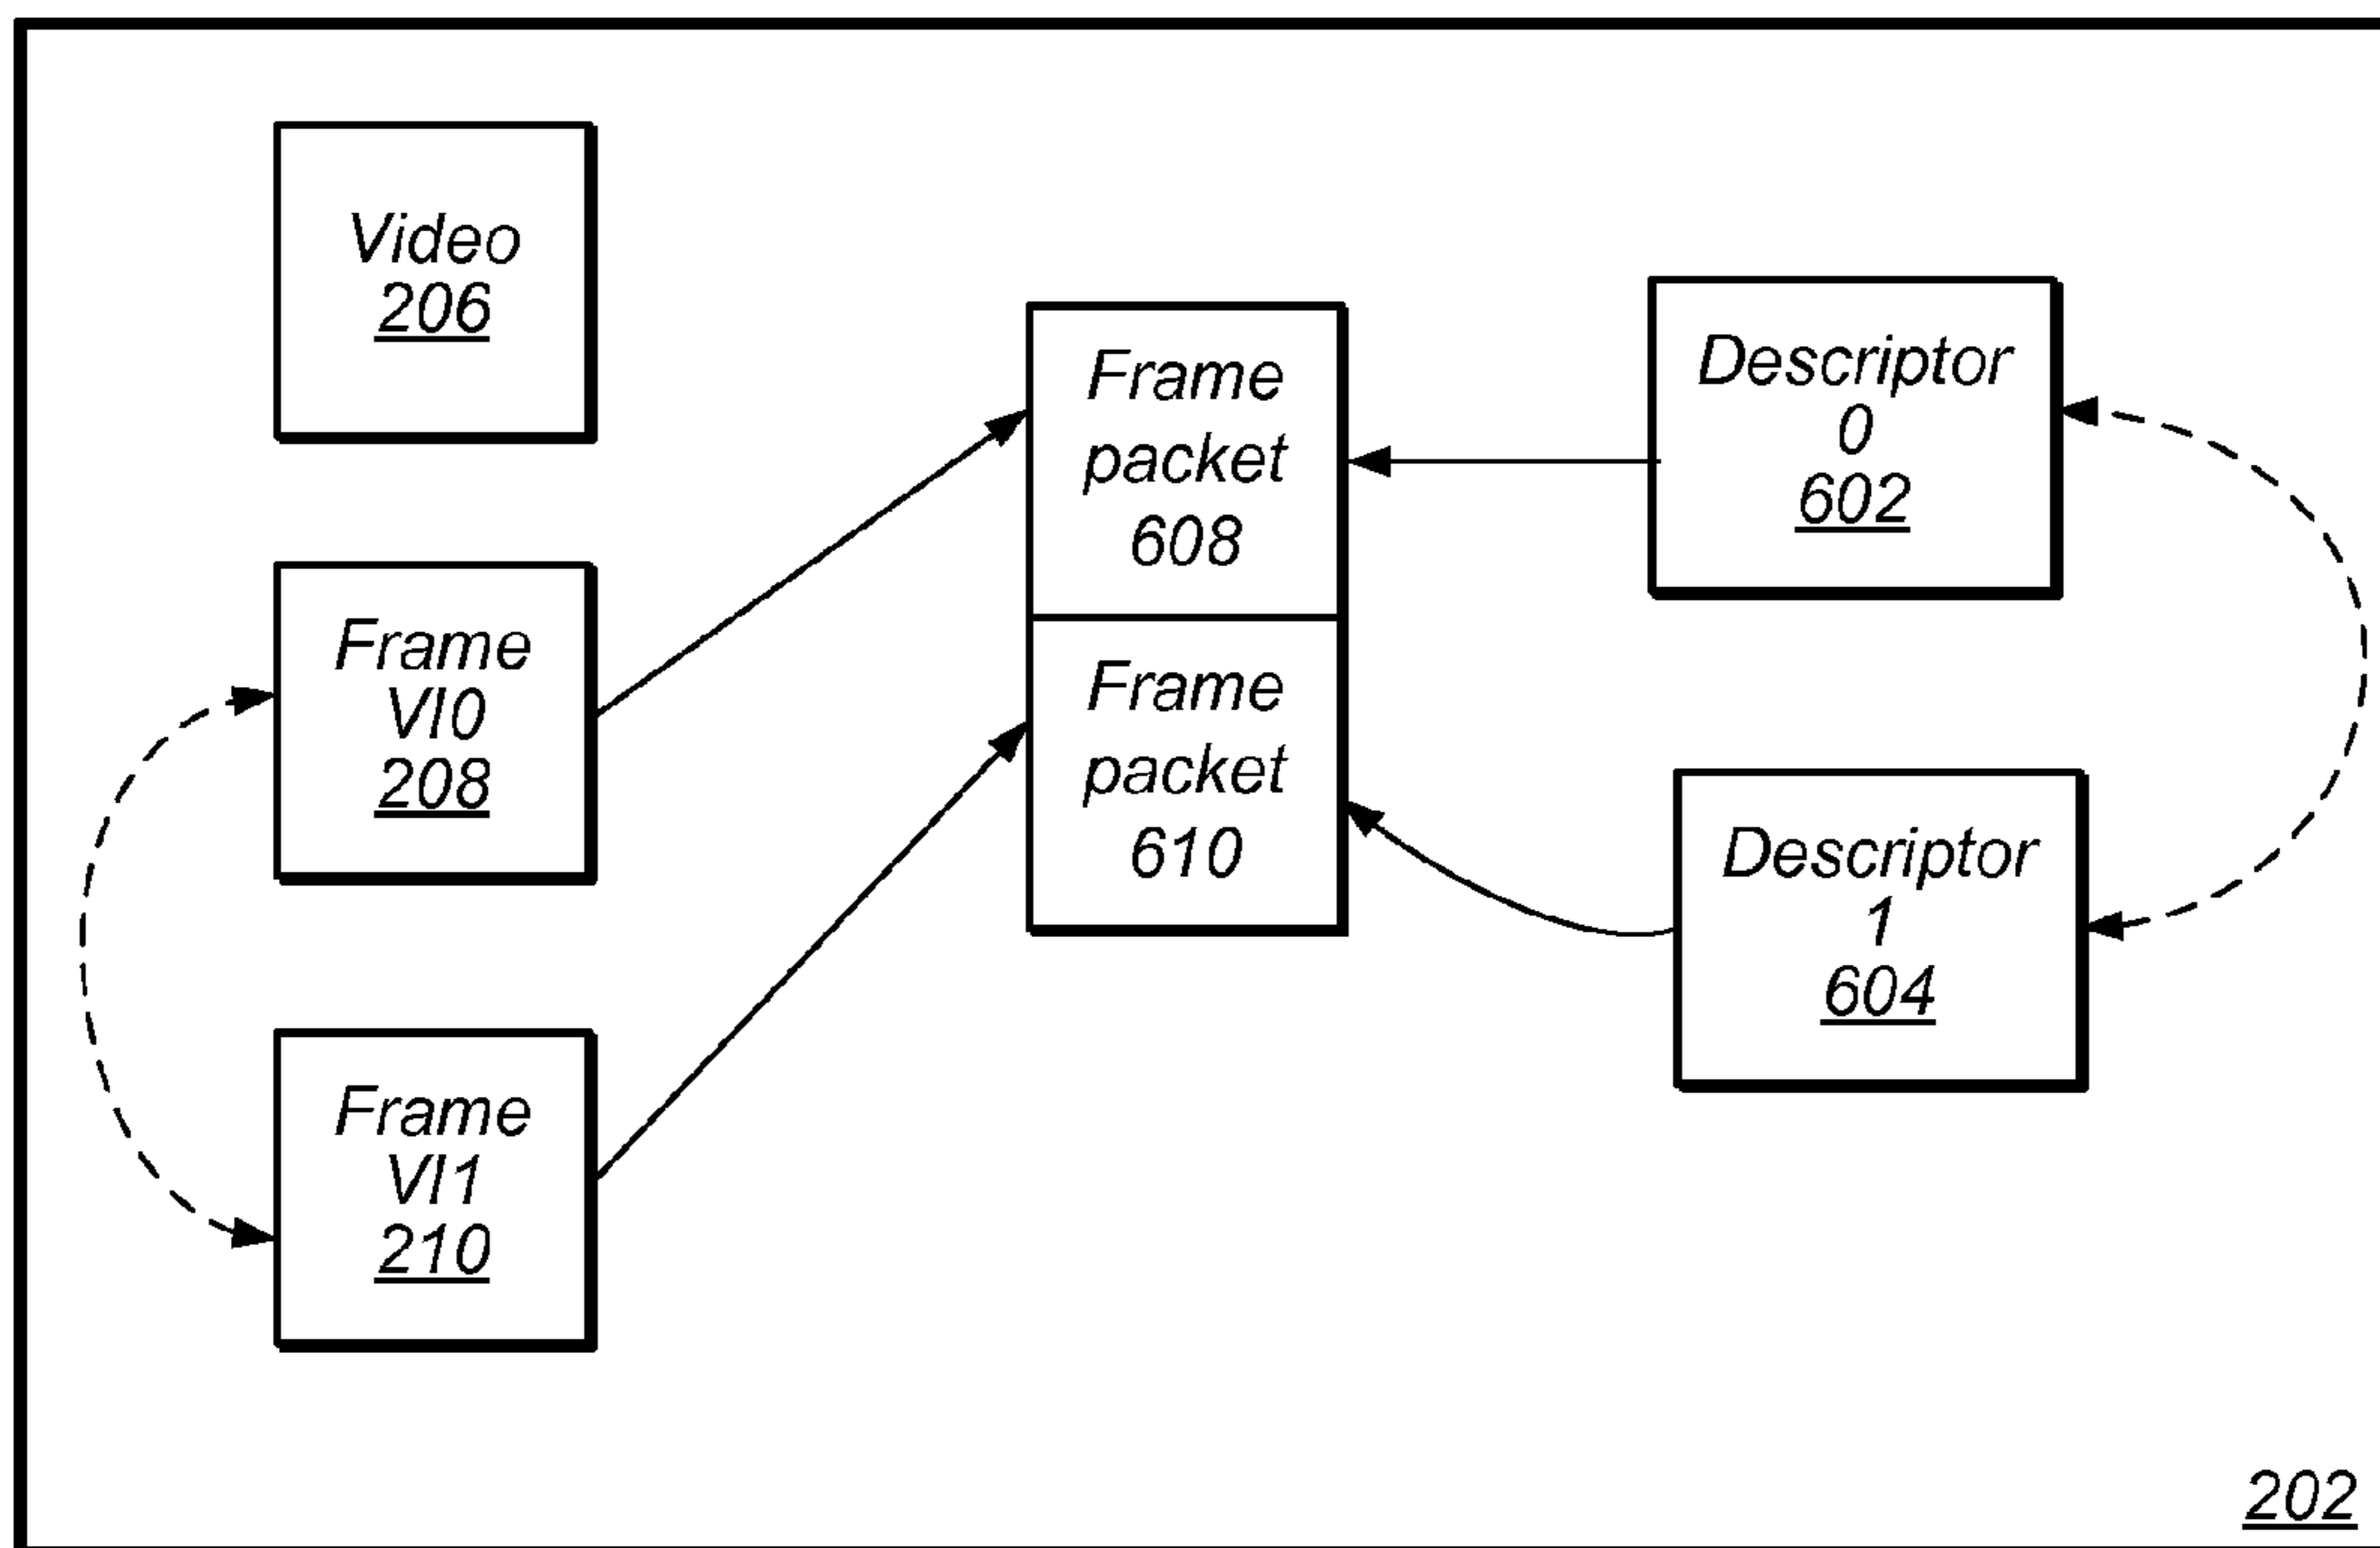 Video
206
Frame
VI0
208
Frame
VI1
210
Frame
packet
608
Frame
packet
610
Descriptor
0
602
Descriptor
1
604
202